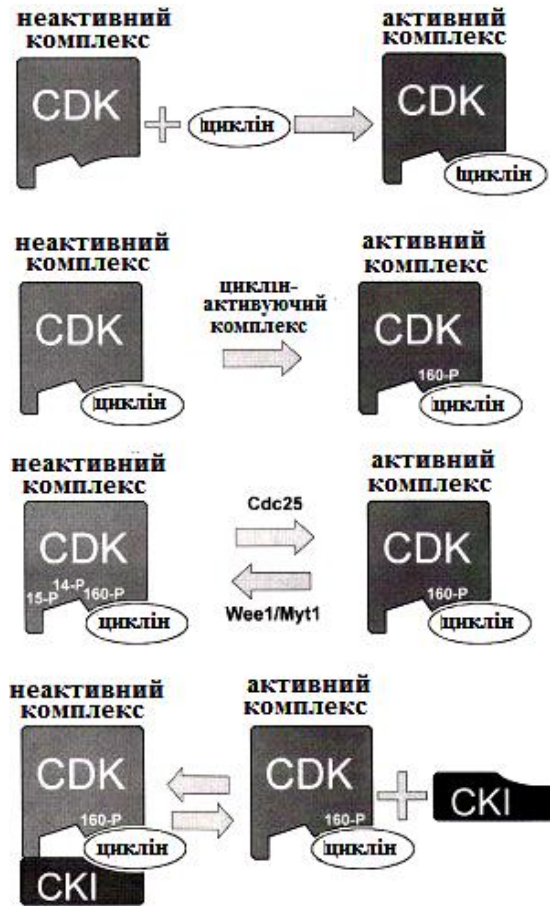 неактивний
комплекс
активний
комплекс
CDK
+
циклін
CDK
циклін
неактивний
комплекс
активний
комплекс
CDK
циклін
циклін-
активуючий
комплекс
CDK
160-P
циклін
неактивний
комплекс
активний
комплекс
CDK
15-P
14-P
160-P
циклін
Cdc25
Wee1/Myt1
CDK
160-P
циклін
неактивний
комплекс
активний
комплекс
CDK
160-P
циклін
CKI
CDK
160-P
циклін
+
CKI